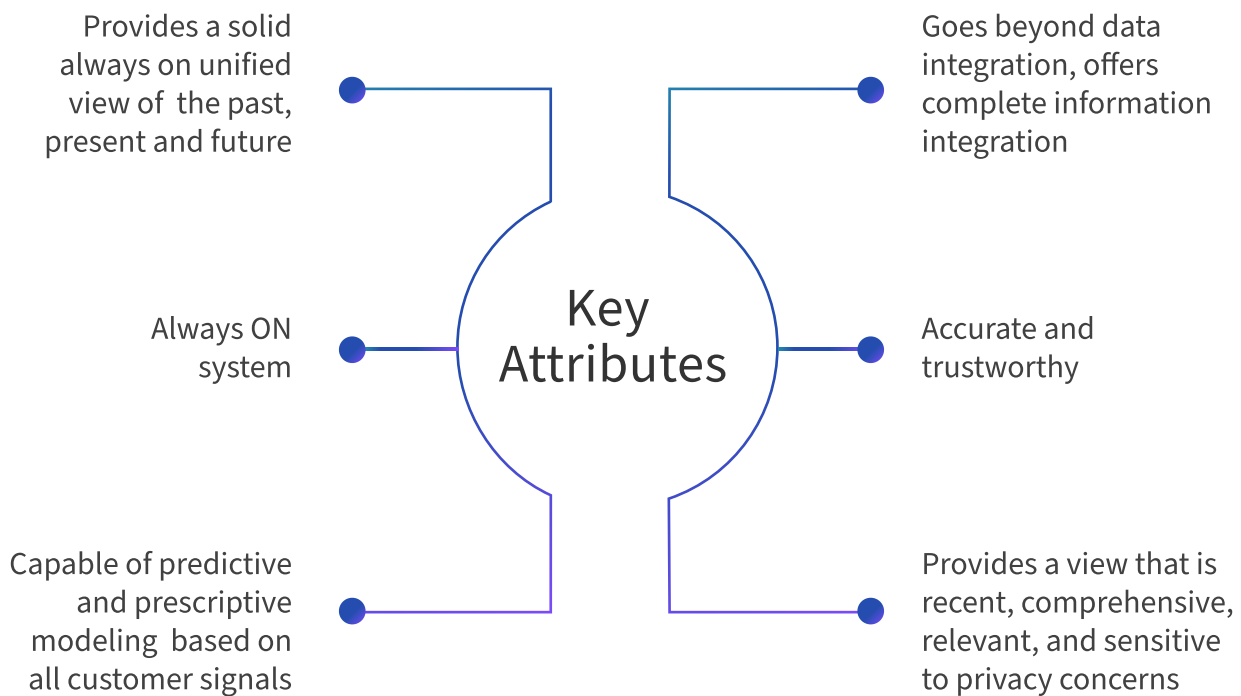 Provides a solid
always on unified
view of  the past,
present and future
Always ON
system
Capable of predictive
and prescriptive
modeling  based on
all customer signals
Key
Attributes
Goes beyond data
integration, offers
complete information
integration
Accurate and
trustworthy
Provides a view that is
recent, comprehensive,
relevant, and sensitive
to privacy concerns